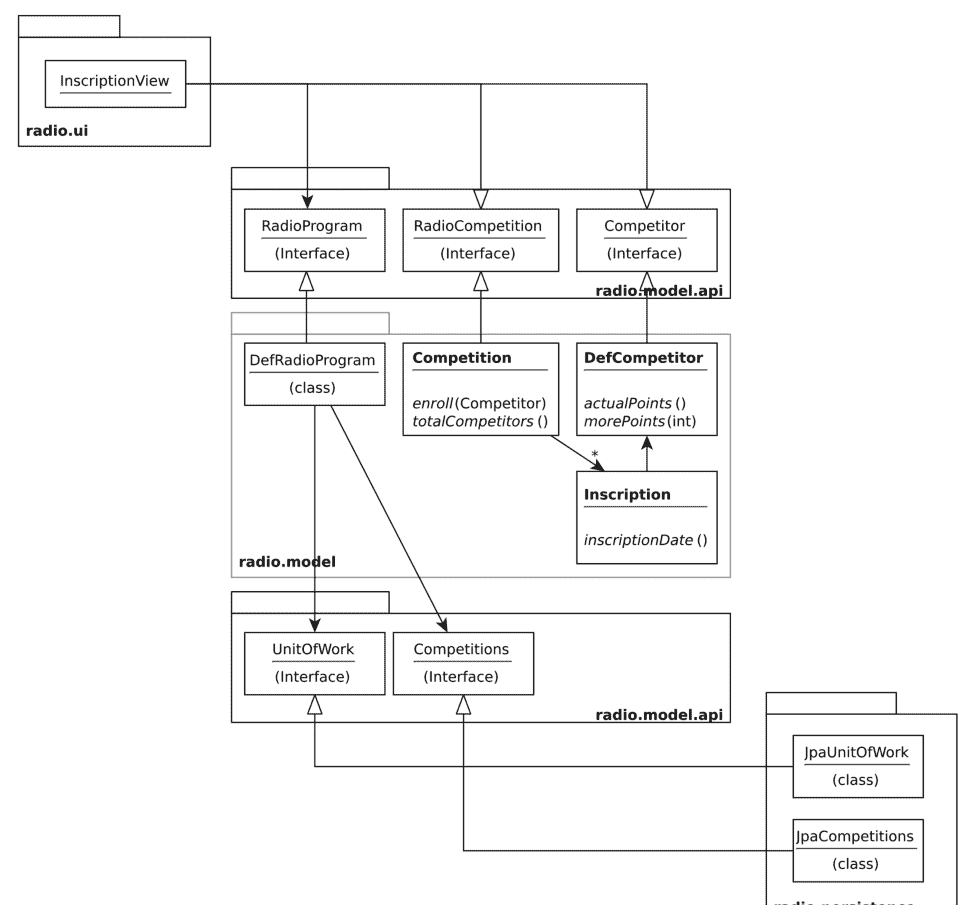 InscriptionView
radio.ui
RadioProgram
(Interface)
RadioCompetition
(Interface)
Competitor
(Interface)
radio.model.api
DefRadioProgram
(class)
Competition
enroll(Competitor)
totalCompetitors()
DefCompetitor
actualPoints()
morePoints(int)
*
Inscription
inscriptionDate()
radio.model
UnitOfWork
(Interface)
Competitions
(Interface)
radio.model.api
JpaUnitOfWork
(class)
JpaCompetitions
(class)